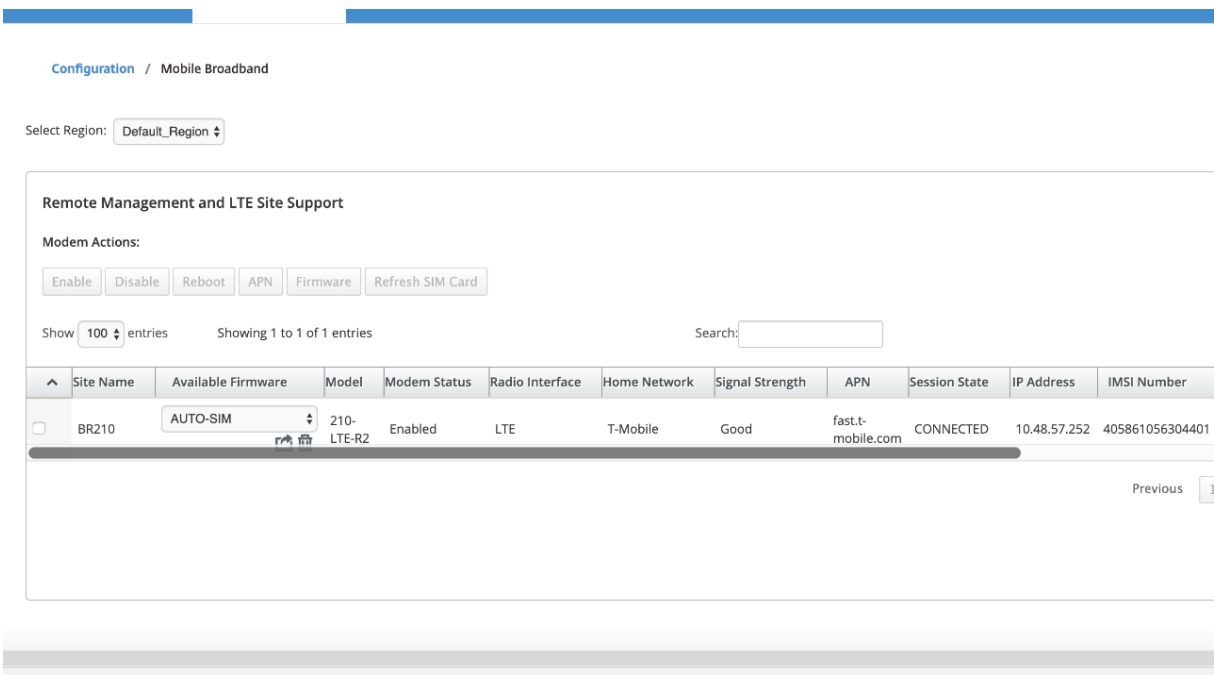 Configuration / Mobile Broadband
Select Region: Default_Region
Remote Management and LTE Site Support
Modem Actions:
Enable Disable Reboot APN Firmware Refresh SIM Card
Show 100 entries Showing 1 to 1 of 1 entries Search:
Site Name Available Firmware Model Modem Status Radio Interface Home Network Signal Strength APN Session State IP Address IMSI Number
BR210 AUTO-SIM 210-LTE-R2 Enabled LTE T-Mobile Good fast.t-mobile.com CONNECTED 10.48.57.252 405861056304401
Previous 1